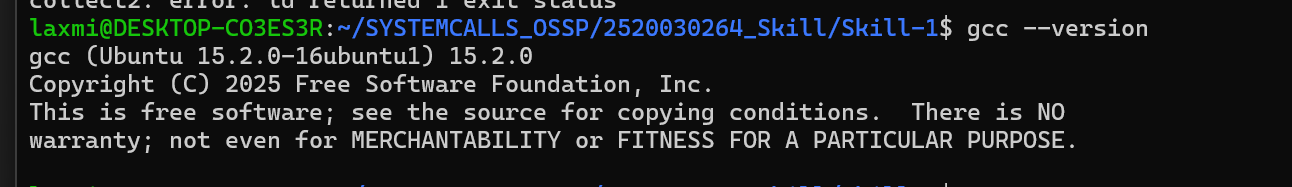 collect2: error: ld returned 1 exit status
laxmi@DESKTOP-CO3ES3R:~/SYSTEMCALLS_OSSP/2520030264_Skill/Skill-1$ gcc --version
gcc (Ubuntu 15.2.0-16ubuntu1) 15.2.0
Copyright (C) 2025 Free Software Foundation, Inc.
This is free software; see the source for copying conditions.  There is NO
warranty; not even for MERCHANTABILITY or FITNESS FOR A PARTICULAR PURPOSE.